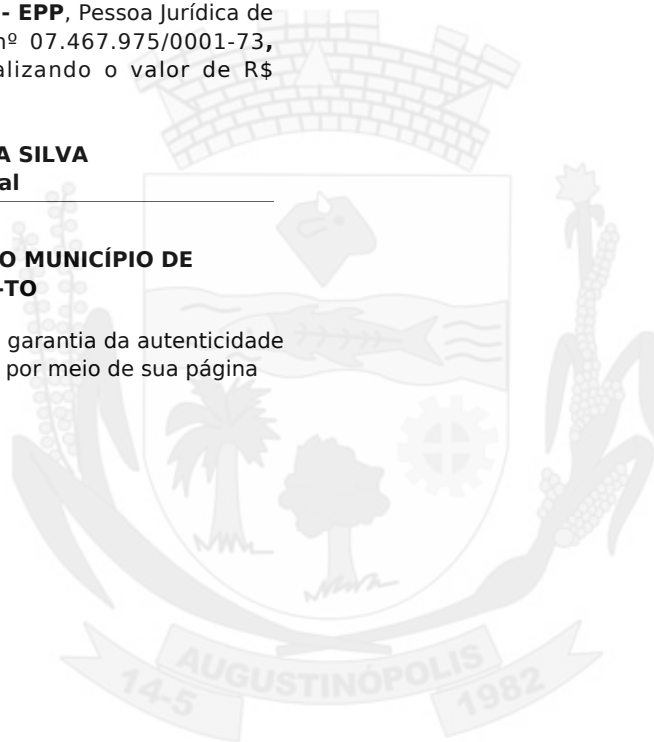 - EPP, Pessoa Jurídica de
nº 07.467.975/0001-73,
alizando o valor de R$
A SILVA
al
O MUNICÍPIO DE
-TO
garantia da autenticidade
por meio de sua página
AUGUSTINÓPOLIS
14-5 1982